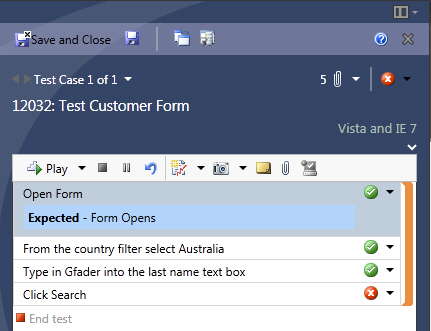 Save and Close
Test Case 1 of 1
5
12032: Test Customer Form
Vista and IE 7
Play
Open Form
Expected - Form Opens
From the country filter select Australia
Type in Gfader into the last name text box
Click Search
End test